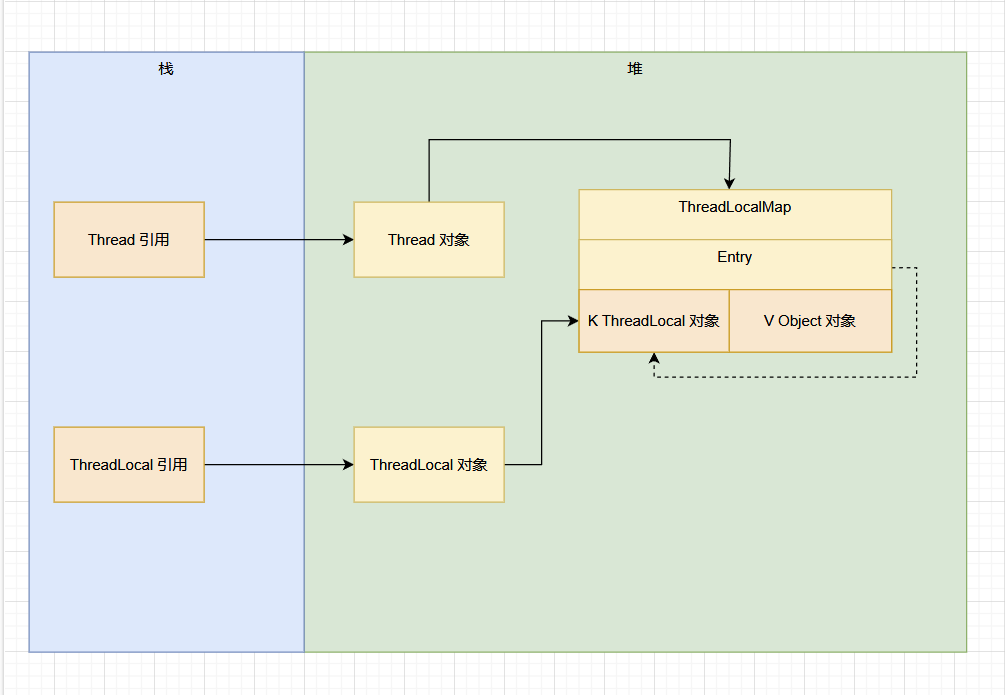 栈
堆
ThreadLocalMap
Thread 引用
Thread 对象
Entry
K ThreadLocal 对象
V Object 对象
ThreadLocal 引用
ThreadLocal 对象